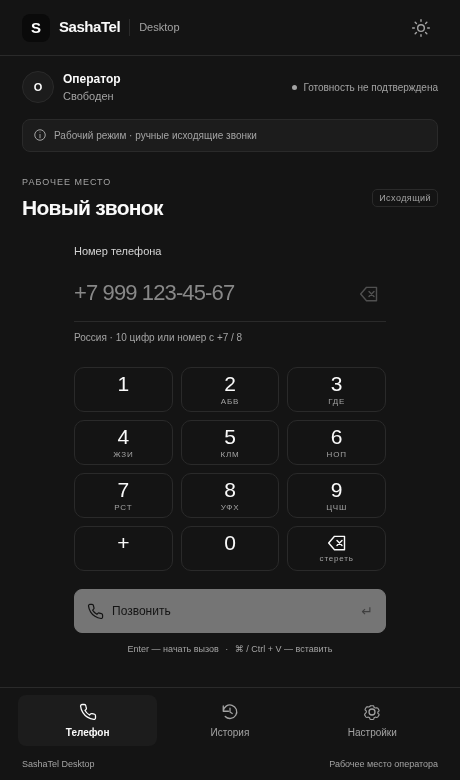 S SashaTel Desktop
О Оператор
Свободен
Готовность не подтверждена
Рабочий режим · ручные исходящие звонки
РАБОЧЕЕ МЕСТО
Новый звонок
Исходящий
Номер телефона
+7 999 123-45-67
Россия · 10 цифр или номер с +7 / 8
1 2 3
АБВ ГДЕ
4 5 6
ЖЗИ КЛМ НОП
7 8 9
РСТ УФХ ЦЧШ
+ 0
стереть
Позвонить ↵
Enter — начать вызов · ⌘ / Ctrl + V — вставить
Телефон История Настройки
SashaTel Desktop Рабочее место оператора